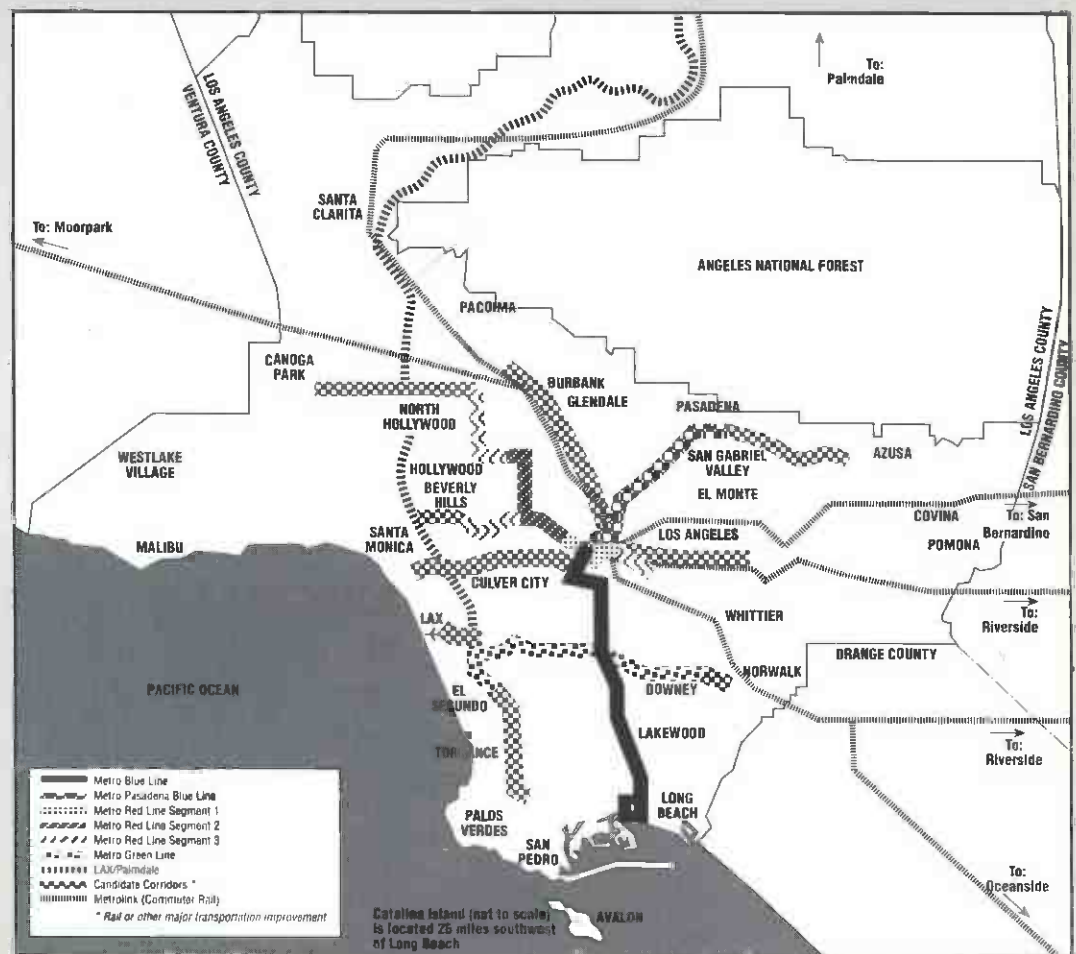 To:
Palmdale
LOS ANGELES COUNTY
VENTURA COUNTY
SANTA
CLARITA
To: Moorpark
ANGELES NATIONAL FOREST
PACOIMA
LOS ANGELES COUNTY
SAN BERNARDINO COUNTY
CANOGA
PARK
BURBANK
GLENDALE
NORTH
HOLLYWOOD
PASADENA
WESTLAKE
VILLAGE
HOLLYWOOD
BEVERLY
HILLS
SAN GABRIEL
VALLEY
AZUSA
EL MONTE
COVINA
To: San
Bernardino
SANTA
MONICA
LOS ANGELES
MALIBU
POMONA
CULVER CITY
WHITTIER
To:
Riverside
LAX
NORWALK
ORANGE COUNTY
PACIFIC OCEAN
EL
SEGUNDO
DOWNEY
TORRANCE
LAKEWOOD
To:
Riverside
Metro Blue Line
Metro Pasadena Blue Line
Metro Red Line Segment 1
Metro Red Line Segment 2
Metro Red Line Segment 3
Metro Green Line
LAX/Palmdale
Candidate Corridors *
Metrolink (Commuter Rail)
* Rail or other major transportation improvement
PALOS
VERDES
LONG
BEACH
SAN
PEDRO
To:
Oceanside
Catalina Island (not to scale)
is located 26 miles southwest
of Long Beach
AVALON